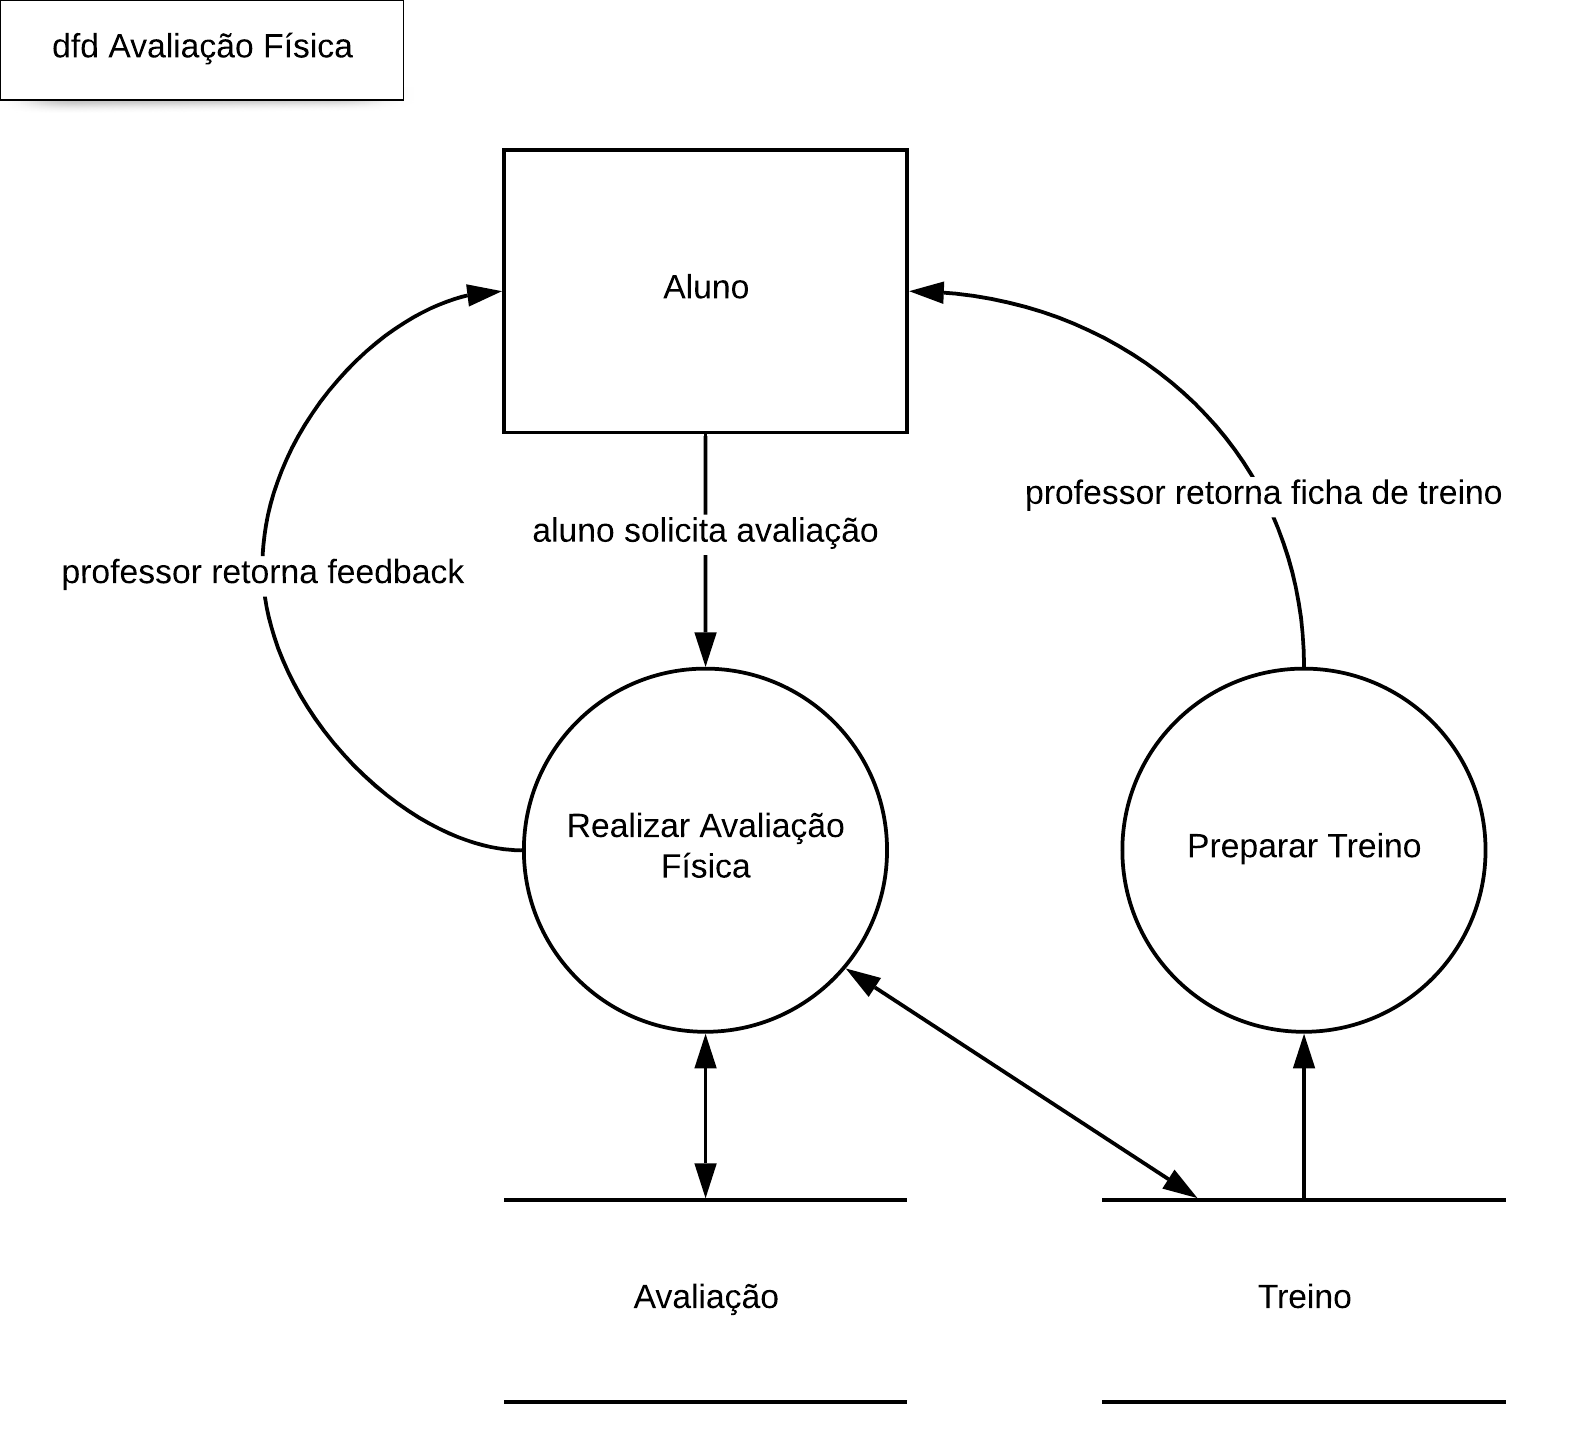 dfd Avaliação Física
Aluno
professor retorna ficha de treino
aluno solicita avaliação
professor retorna feedback
Realizar Avaliação
Física
Preparar Treino
Avaliação
Treino